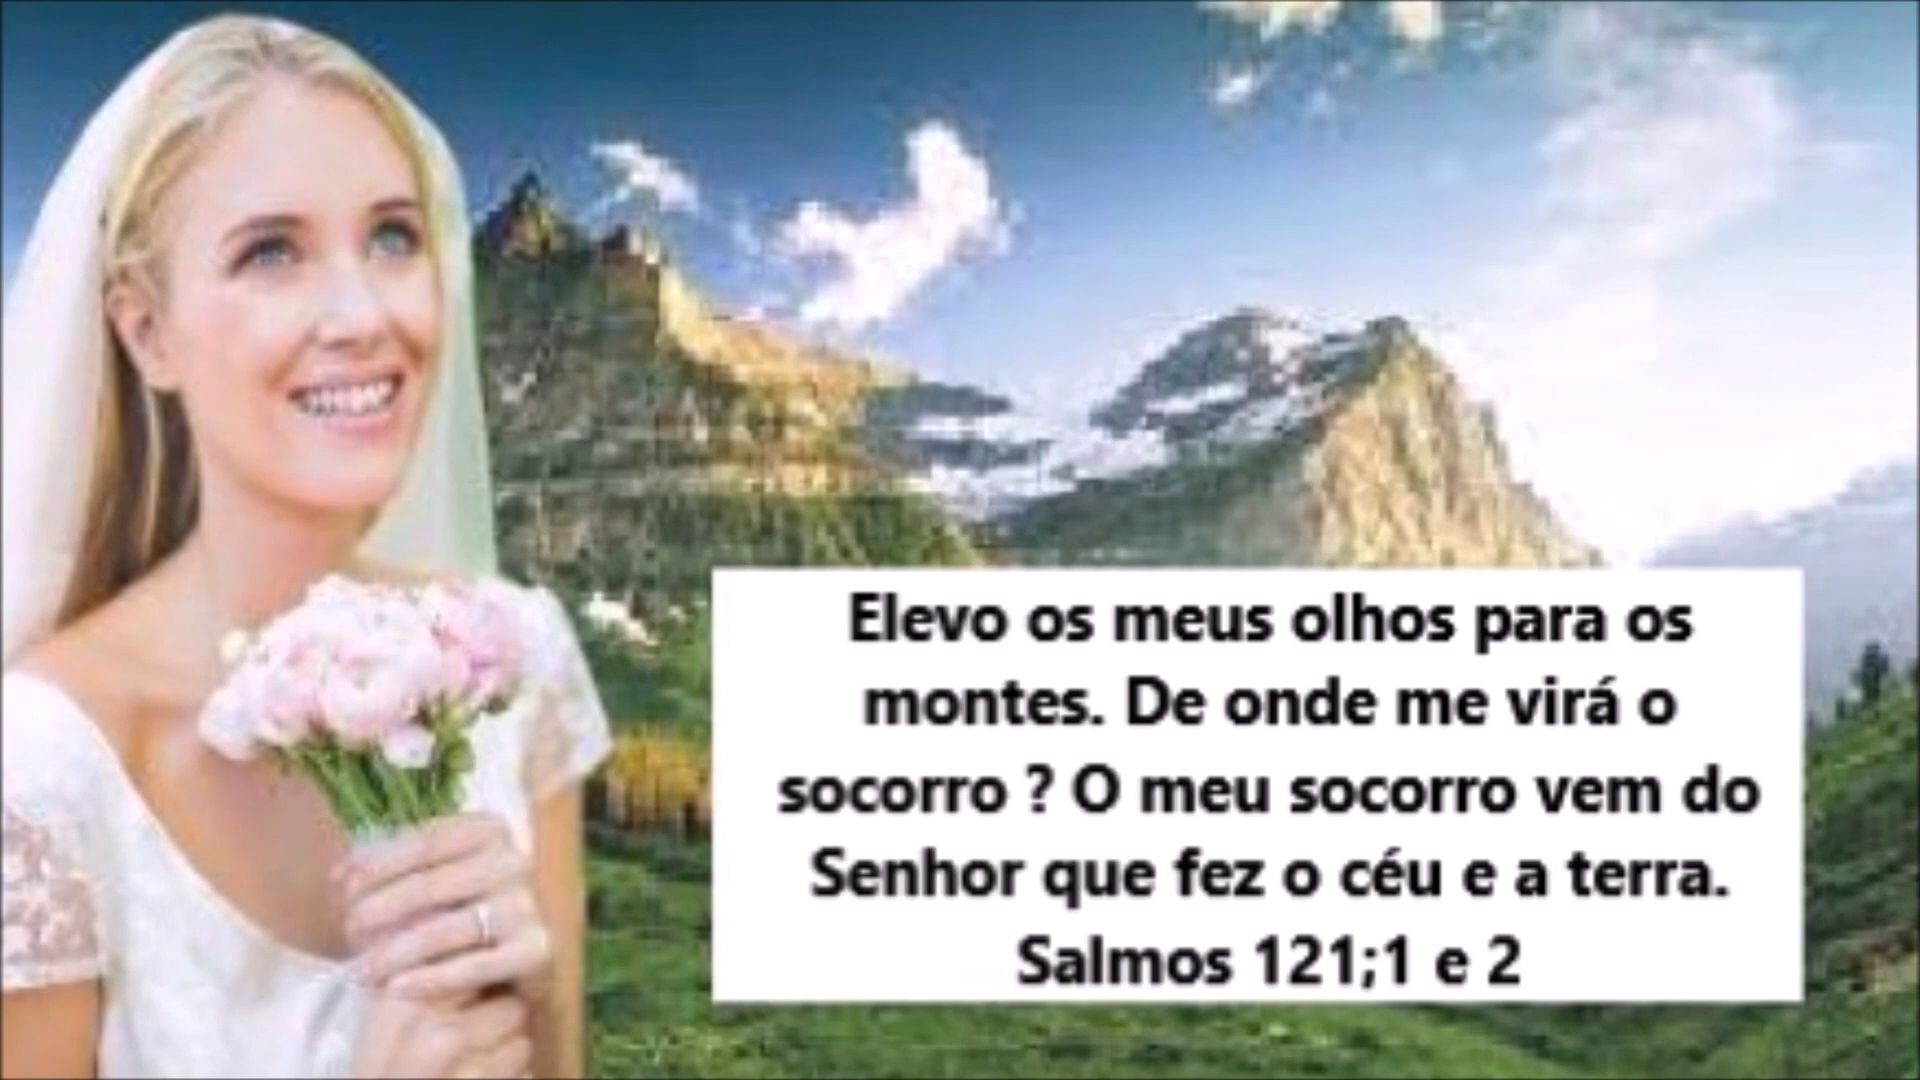 Elevo os meus olhos para os
montes. De onde me virá o
socorro ? O meu socorro vem do
Senhor que fez o céu e a terra.
Salmos 121;1 e 2